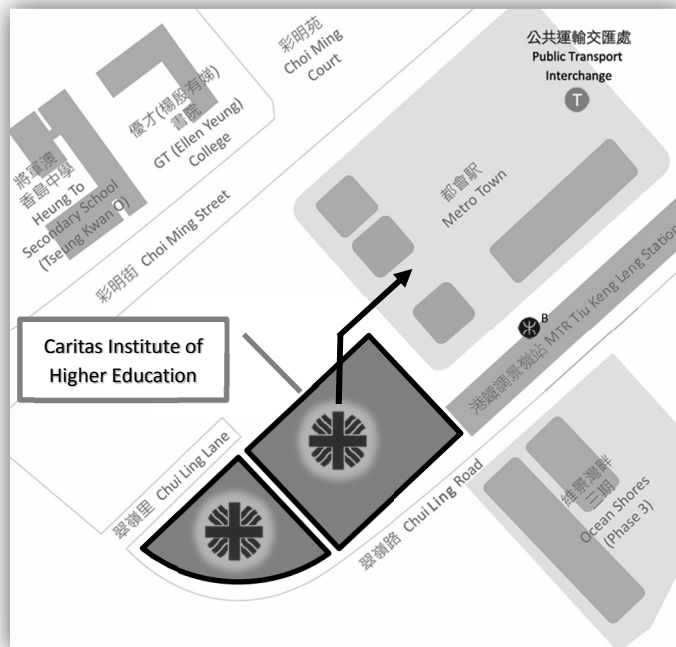 公共運輸交匯處
Public Transport
Interchange
T
彩明苑
Choi Ming
Court
優才(楊殷有娣)
書院
GT (Ellen Yeung)
College
將軍澳
香島中學
Heung To
Secondary School
(Tseung Kwan O)
都會駅
Metro Town
彩明街 Choi Ming Street
B
港鐵調景嶺站 MTR Tiu Keng Leng Station
Caritas Institute of
Higher Education
翠嶺里 Chui Ling Lane
翠嶺路 Chui Ling Road
維景灣畔
三期
Ocean Shores
(Phase 3)